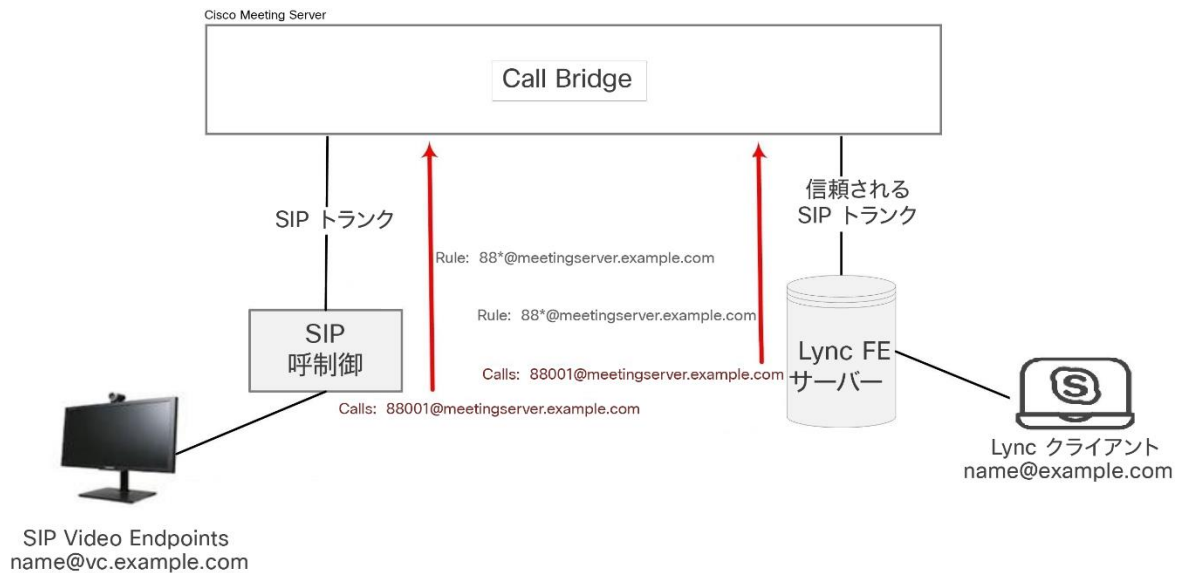 Cisco Meeting Server
Call Bridge
SIP トランク
信頼される
SIP トランク
Rule: 88*@meetingserver.example.com
Rule: 88*@meetingserver.example.com
SIP
呼制御
Lync FE
サーバー
Calls: 88001@meetingserver.example.com
Calls: 88001@meetingserver.example.com
Lync クライアント
name@example.com
SIP Video Endpoints
name@vc.example.com